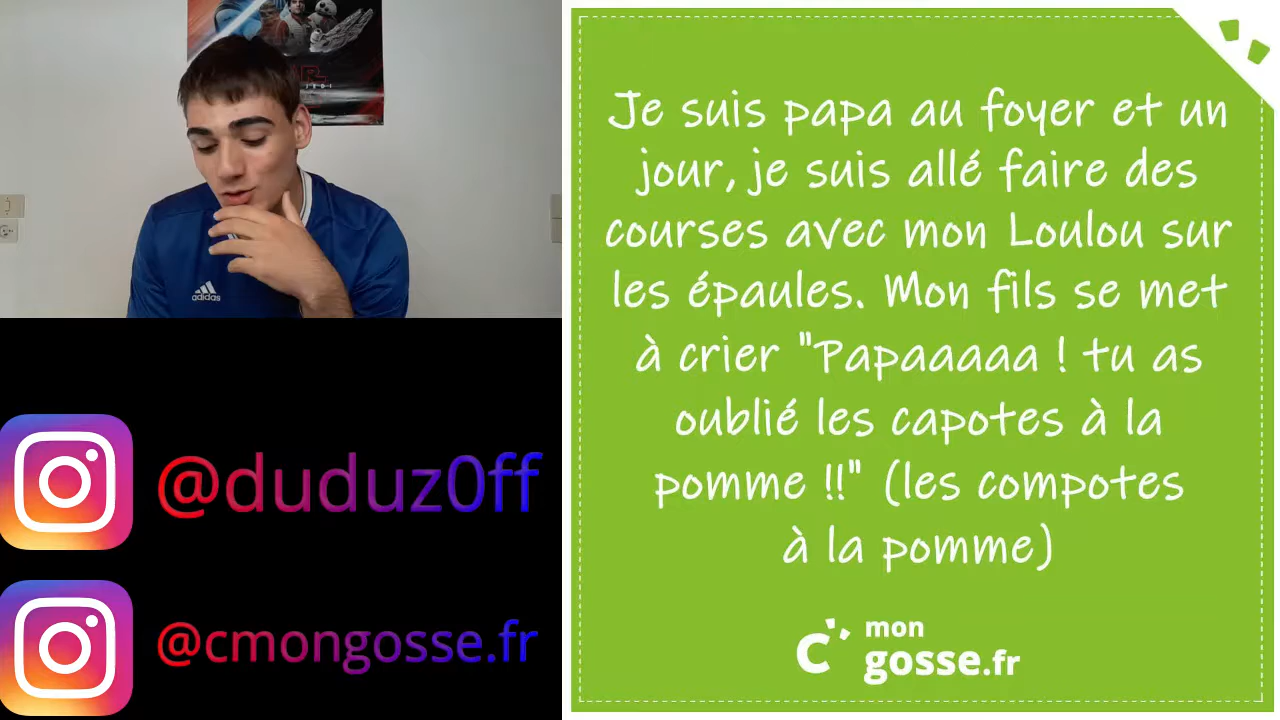 adidas
@duduz0ff
@cmongosse.fr
Je suis papa au foyer et un
jour, je suis allé faire des
courses avec mon Loulou sur
les épaules. Mon fils se met
à crier "Papaaaaa ! tu as
oublié les capotes à la
pomme !!" (les compotes
à la pomme)
c' mon
gosse.fr